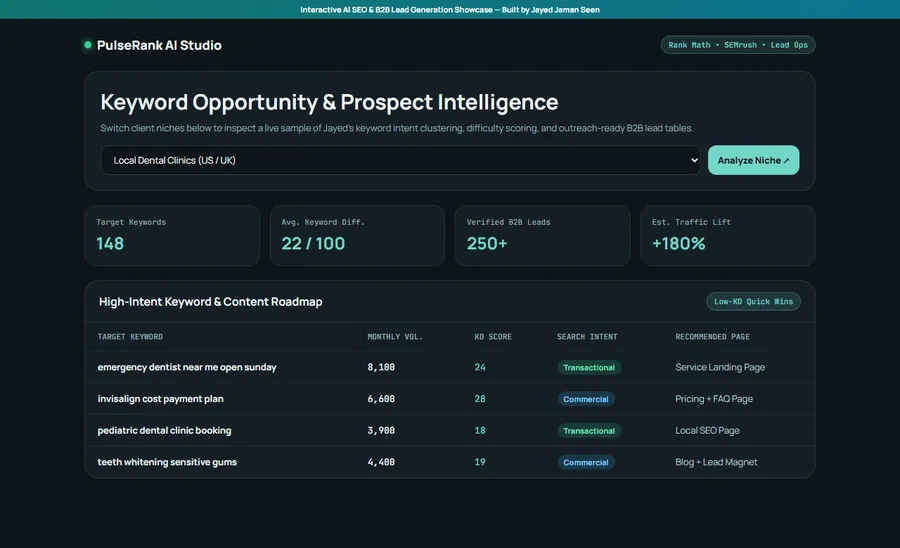 Interactive AI SEO & B2B Lead Generation Showcase — Built by Jayed Jaman Seen
PulseRank AI Studio
Rank Math • SEMrush • Lead Ops
Keyword Opportunity & Prospect Intelligence
Switch client niches below to inspect a live sample of Jayed's keyword intent clustering, difficulty scoring, and outreach-ready B2B lead tables.
Local Dental Clinics (US / UK)
Analyze Niche ↗
Target Keywords
148
Avg. Keyword Diff.
22 / 100
Verified B2B Leads
250+
Est. Traffic Lift
+180%
High-Intent Keyword & Content Roadmap
Low-KD Quick Wins
TARGET KEYWORD MONTHLY VOL. KD SCORE SEARCH INTENT RECOMMENDED PAGE
emergency dentist near me open sunday 8,100 24 Transactional Service Landing Page
invisalign cost payment plan 6,600 28 Commercial Pricing + FAQ Page
pediatric dental clinic booking 3,900 18 Transactional Local SEO Page
teeth whitening sensitive gums 4,400 19 Commercial Blog + Lead Magnet